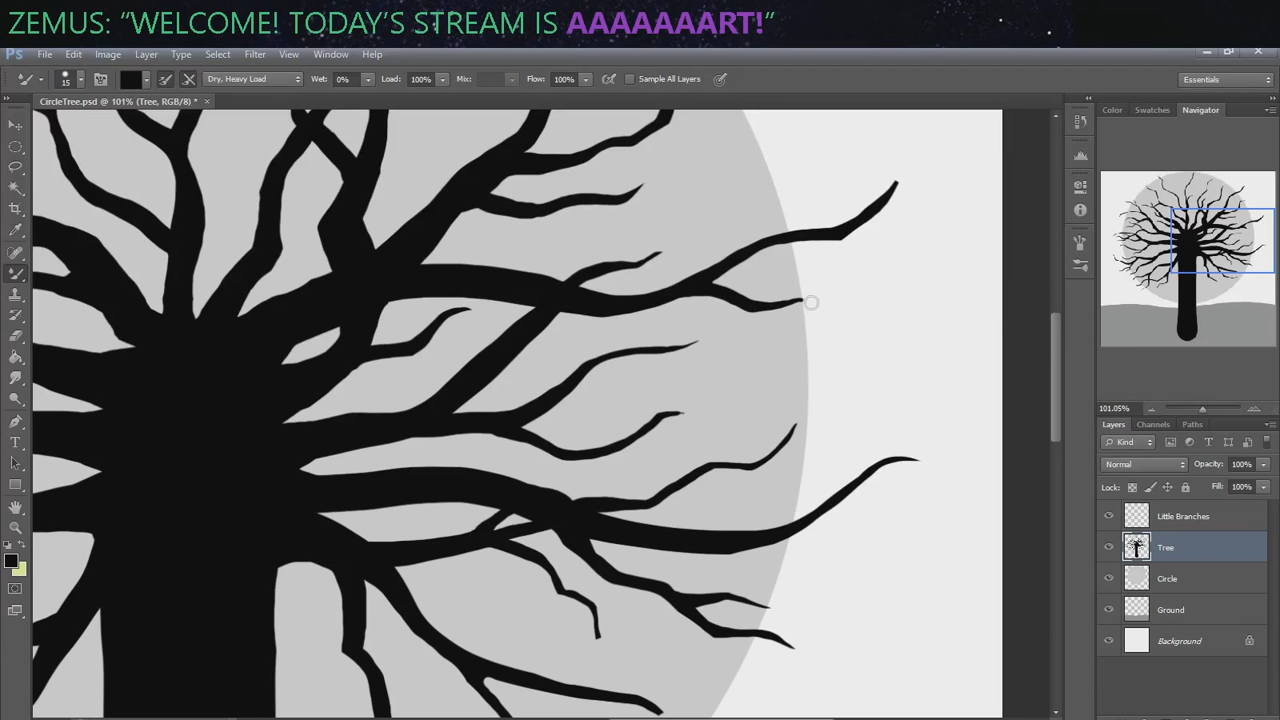 ZEMUS: "WELCOME! TODAY'S STREAM IS AAAAAAART!"
Ps File Edit Image Layer Type Select Filter View Window Help
15 Dry, Heavy Load Wet: 0% Load: 100% Mix: Flow: 100% Sample All Layers Essentials
CircleTree.psd @ 101% (Tree, RGB/8) * ×
Color Swatches Navigator
101.05%
Layers Channels Paths
Kind
Normal Opacity: 100%
Lock: Fill: 100%
Little Branches
Tree
Circle
Ground
Background